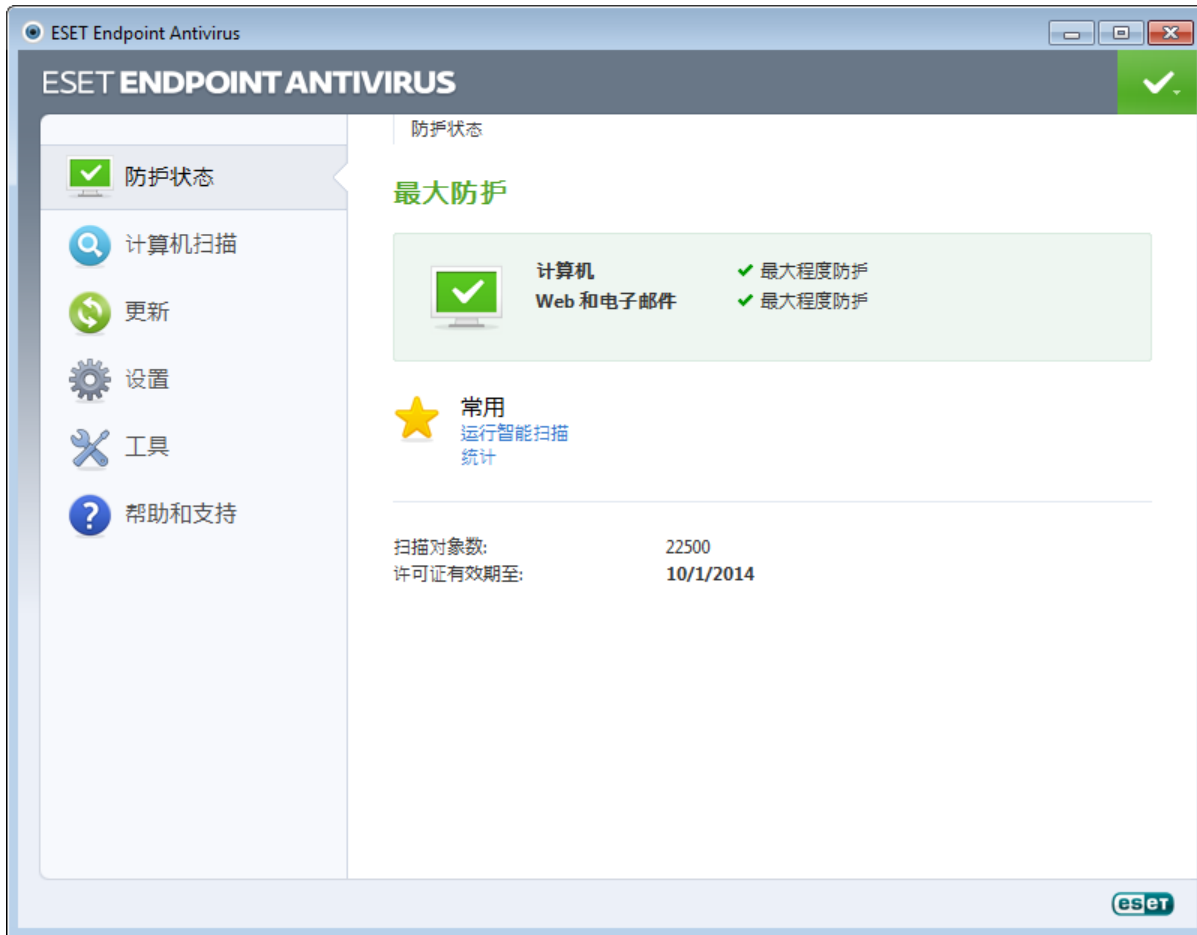 ESET Endpoint Antivirus
ESET ENDPOINT ANTIVIRUS
防护状态
计算机扫描
更新
设置
工具
帮助和支持
防护状态
最大防护
计算机 最大程度防护
Web 和电子邮件 最大程度防护
常用
运行智能扫描
统计
扫描对象数: 22500
许可证有效期至: 10/1/2014
eset